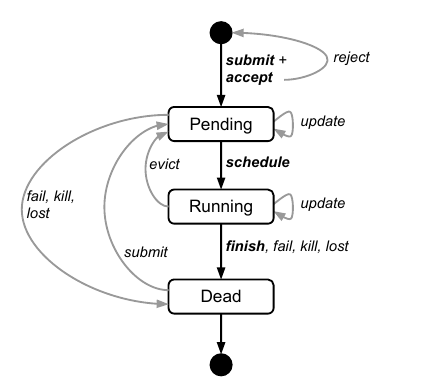 submit +
accept
reject
Pending
update
evict
schedule
fail, kill,
lost
Running
update
submit
finish, fail, kill, lost
Dead